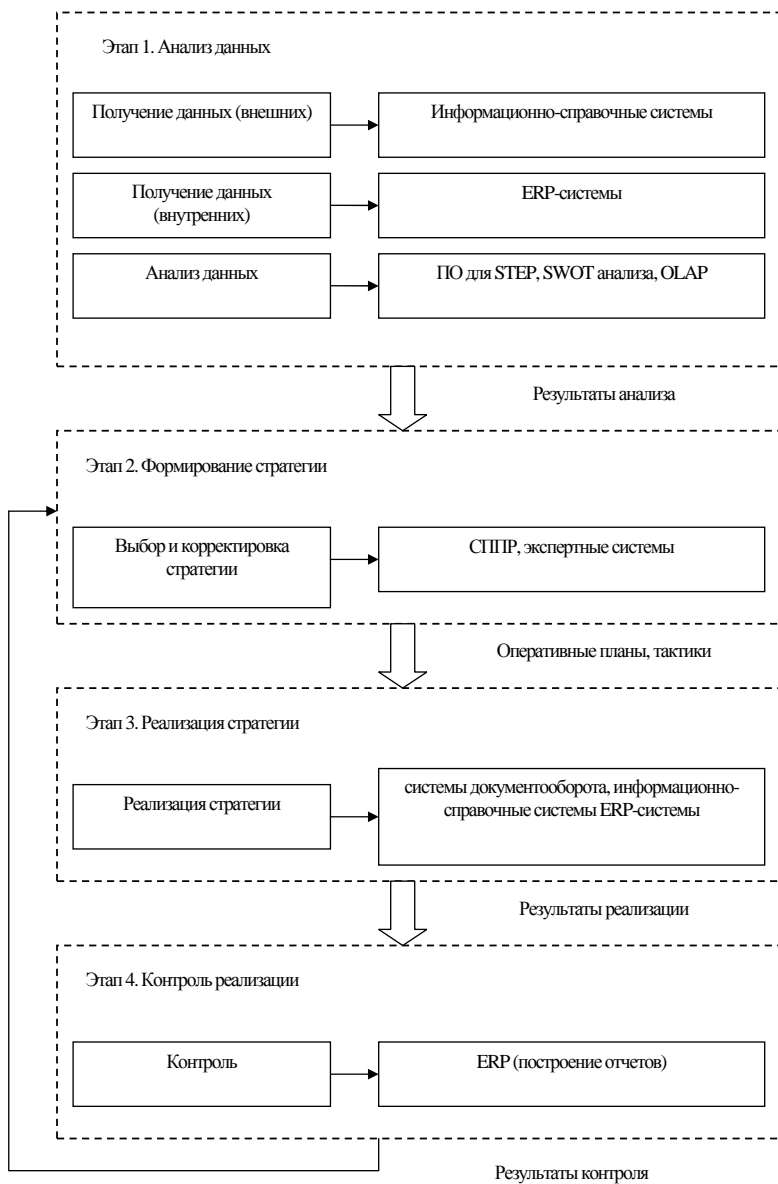 Этап 1. Анализ данных
Получение данных (внешних)
Информационно-справочные системы
Получение данных
(внутренних)
ERP-системы
Анализ данных
ПО для STEP, SWOT анализа, OLAP
Результаты анализа
Этап 2. Формирование стратегии
Выбор и корректировка
стратегии
СППР, экспертные системы
Оперативные планы, тактики
Этап 3. Реализация стратегии
Реализация стратегии
системы документооборота, информационно-
справочные системы ERP-системы
Результаты реализации
Этап 4. Контроль реализации
Контроль
ERP (построение отчетов)
Результаты контроля